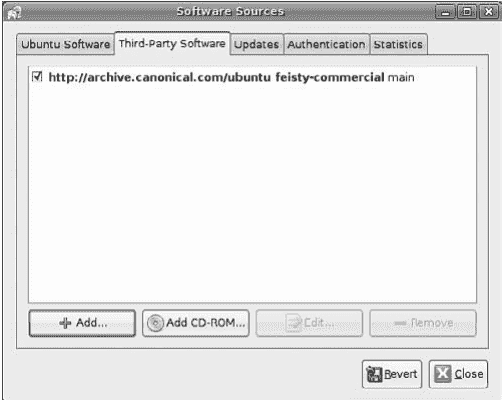 Software Sources
Ubuntu Software Third-Party Software Updates Authentication Statistics
http://archive.canonical.com/ubuntu feisty-commercial main
Add... Add CD-ROM... Edit... Remove
Revert Close